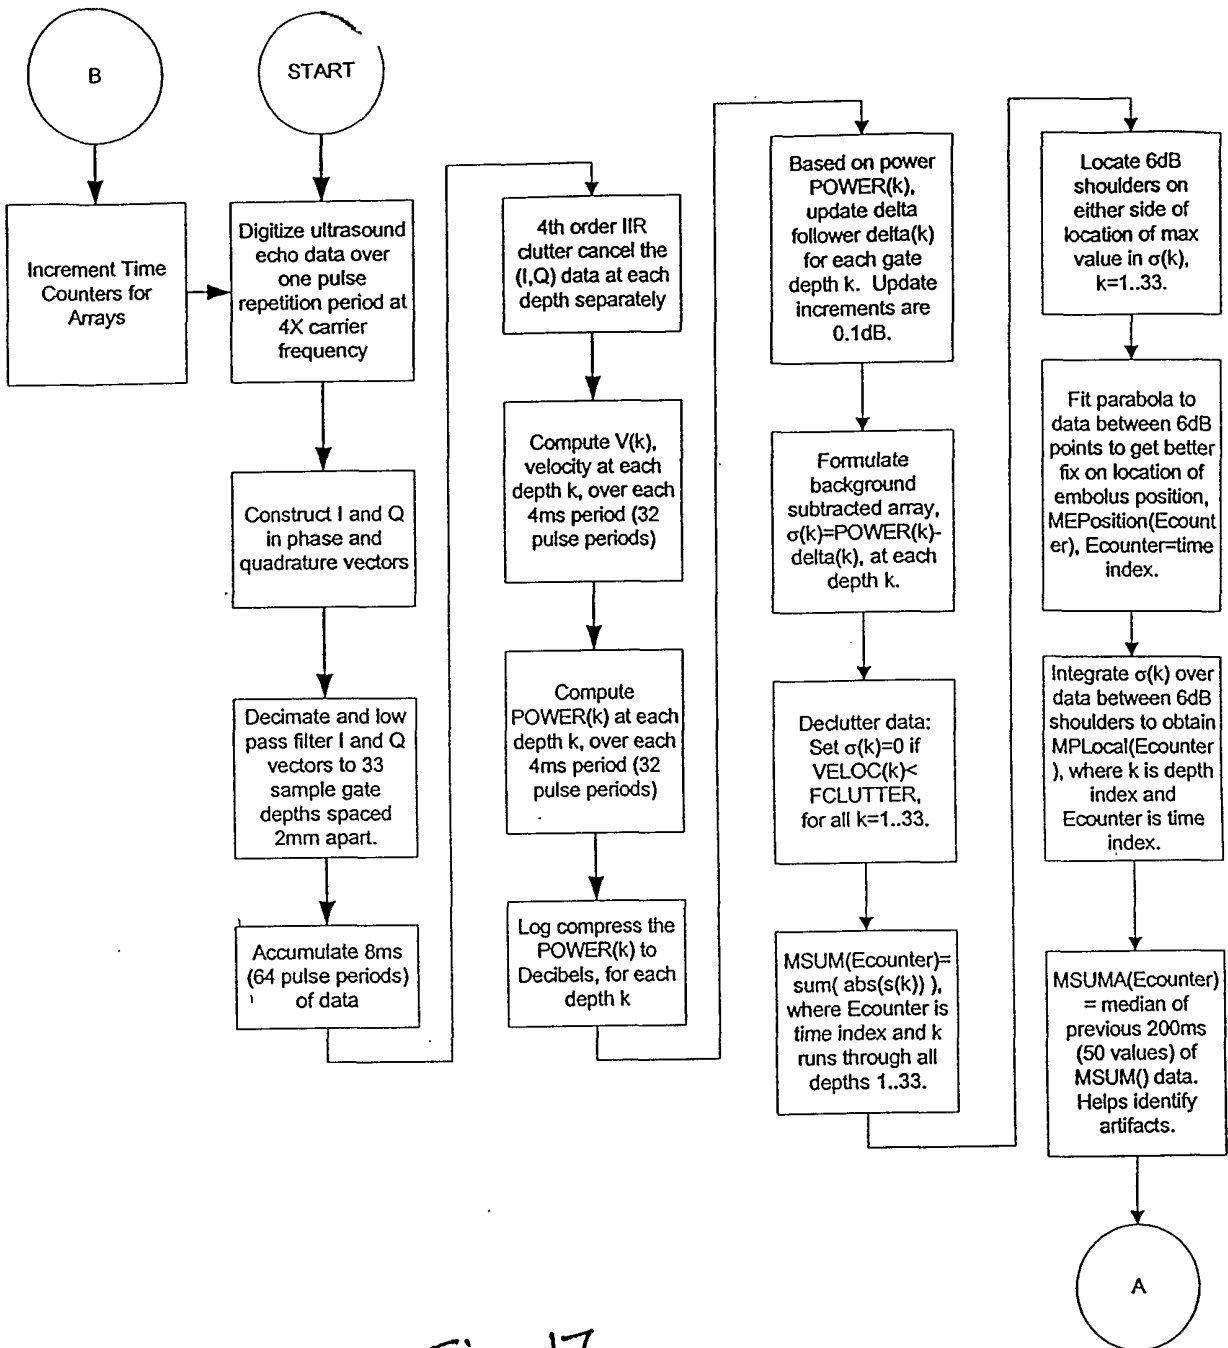 B
START
Increment Time
Counters for
Arrays
Digitize ultrasound
echo data over
one pulse
repetition period at
4X carrier
frequency
Construct I and Q
in phase and
quadrature vectors
Decimate and low
pass filter I and Q
vectors to 33
sample gate
depths spaced
2mm apart.
Accumulate 8ms
(64 pulse periods)
of data
4th order IIR
clutter cancel the
(I,Q) data at each
depth separately
Compute V(k),
velocity at each
depth k, over each
4ms period (32
pulse periods)
Compute
POWER(k) at each
depth k, over each
4ms period (32
pulse periods)
Log compress the
POWER(k) to
Decibels, for each
depth k
Based on power
POWER(k),
update delta
follower delta(k)
for each gate
depth k. Update
increments are
0.1dB.
Formulate
background
subtracted array,
σ(k)=POWER(k)-
delta(k), at each
depth k.
Declutter data:
Set σ(k)=0 if
VELOC(k)<
FCLUTTER,
for all k=1..33.
MSUM(Ecounter)=
sum( abs(s(k)) ),
where Ecounter is
time index and k
runs through all
depths 1..33.
Locate 6dB
shoulders on
either side of
location of max
value in σ(k),
k=1..33.
Fit parabola to
data between 6dB
points to get better
fix on location of
embolus position,
MEPosition(Ecount
er), Ecounter=time
index.
Integrate σ(k) over
data between 6dB
shoulders to obtain
MPLocal(Ecounter
), where k is depth
index and
Ecounter is time
index.
MSUMA(Ecounter)
= median of
previous 200ms
(50 values) of
MSUM() data.
Helps identify
artifacts.
A
Fig. 17